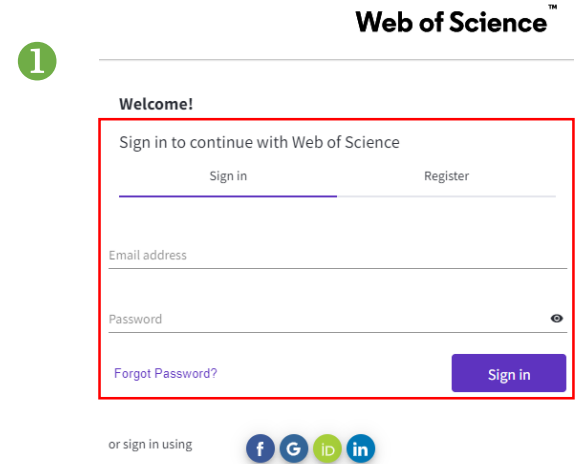 Web of Science™
1
Welcome!
Sign in to continue with Web of Science
Sign in Register
Email address
Password
Forgot Password? Sign in
or sign in using f G iD in